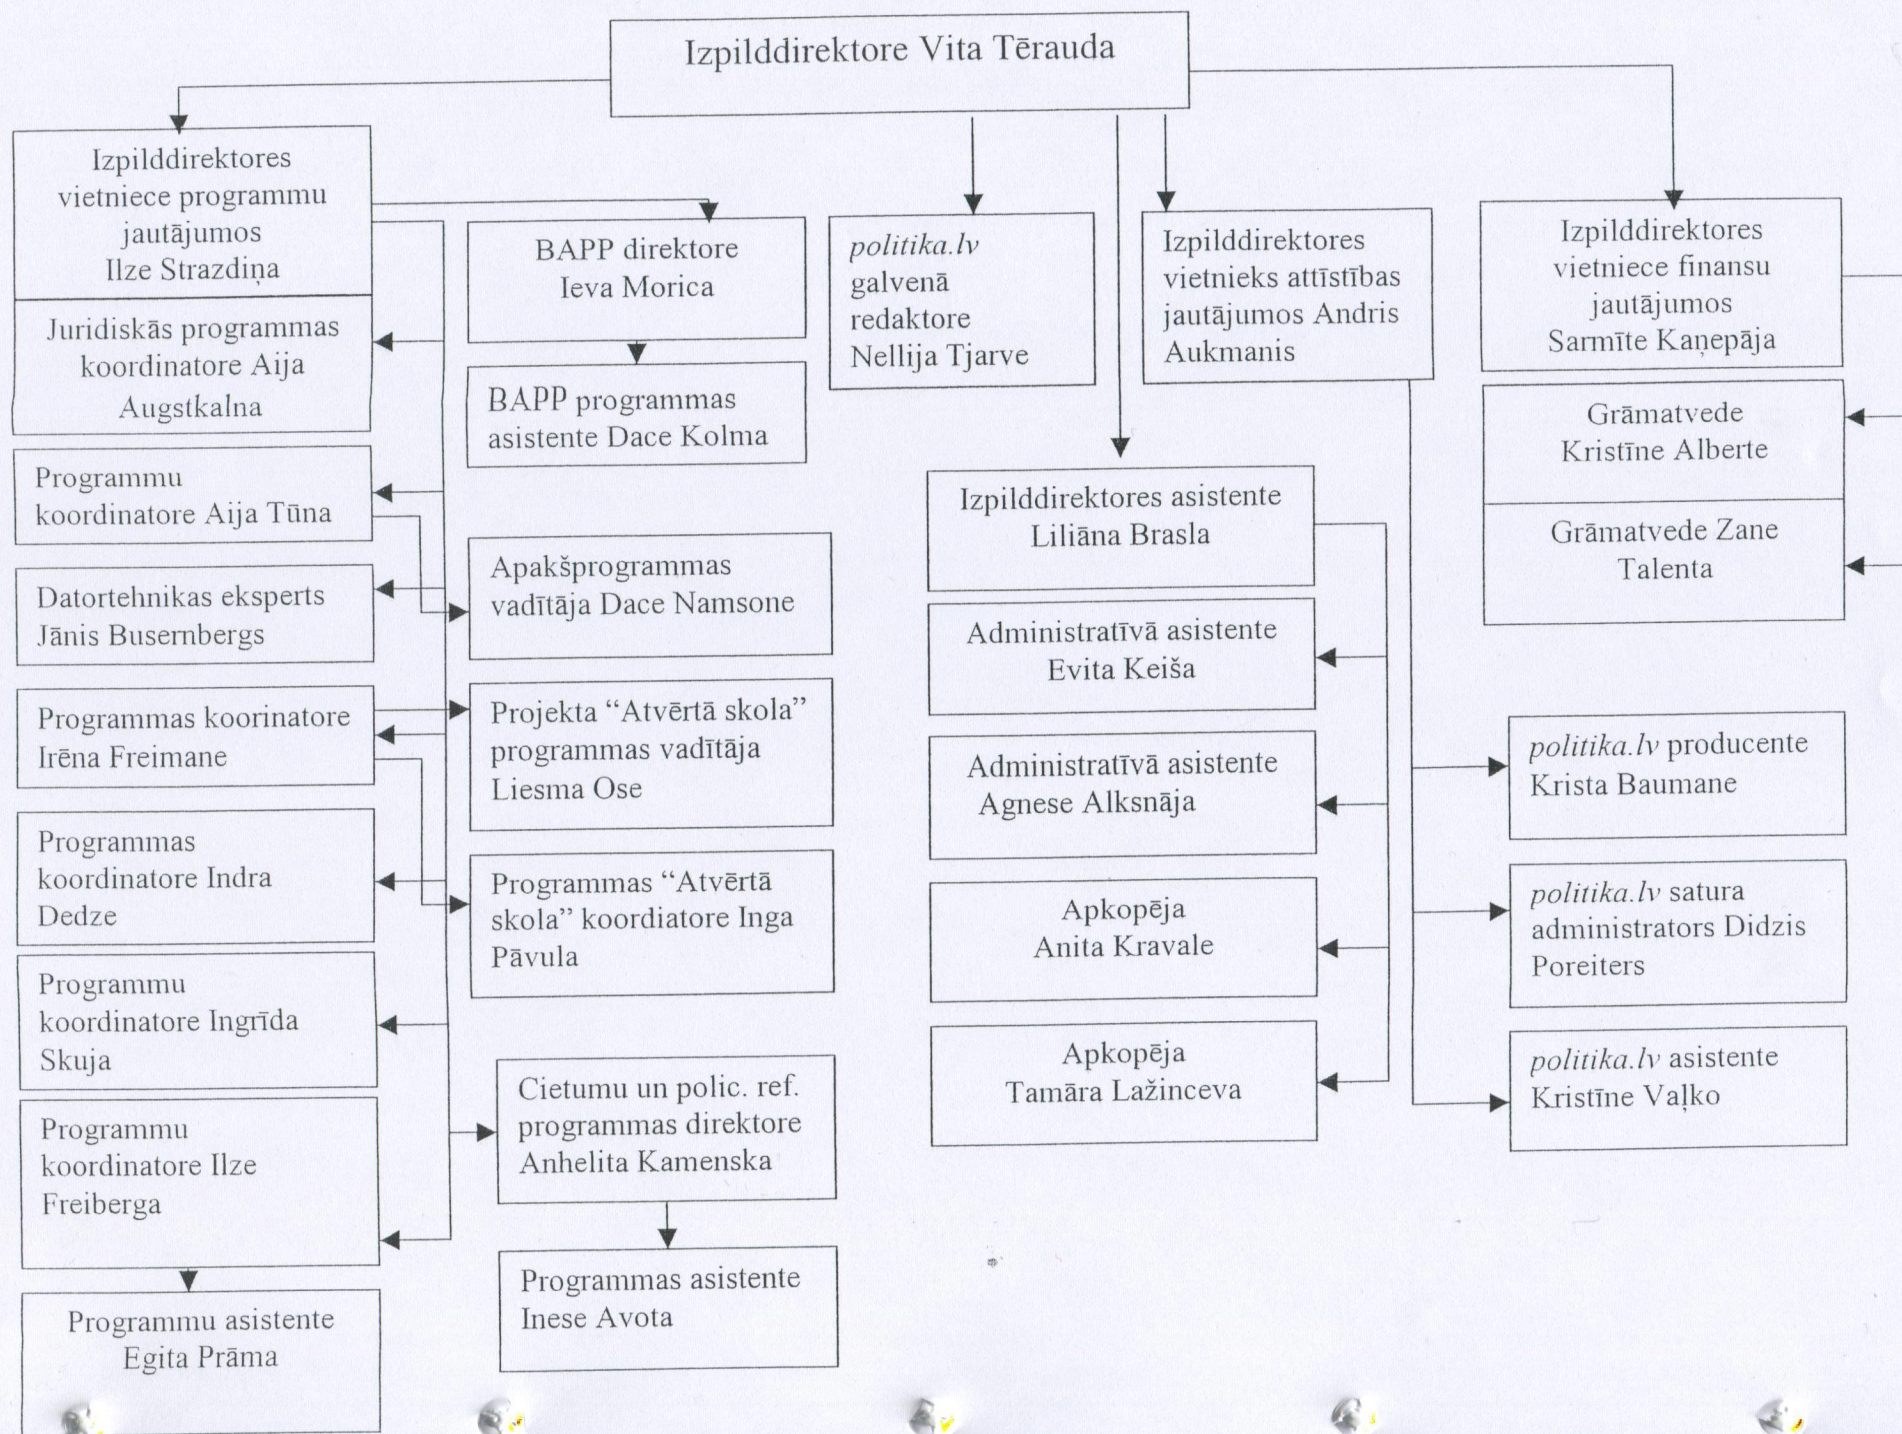 Izpilddirektore Vita Tērauda
Izpilddirektores
vietniece programmu
jautājumos
Ilze Strazdiņa
Juridiskās programmas
koordinatore Aija
Augstkalna
Programmu
koordinatore Aija Tūna
Datortehnikas eksperts
Jānis Busernbergs
Programmas koorinatore
Irēna Freimane
Programmas
koordinatore Indra
Dedze
Programmu
koordinatore Ingrīda
Skuja
Programmu
koordinatore Ilze
Freiberga
Programmu asistente
Egita Prāma
BAPP direktore
Ieva Morica
BAPP programmas
asistente Dace Kolma
Apakšprogrammas
vadītāja Dace Namsone
Projekta “Atvērtā skola”
programmas vadītāja
Liesma Ose
Programmas “Atvērtā
skola” koordiatore Inga
Pāvula
Cietumu un polic. ref.
programmas direktore
Anhelita Kamenska
Programmas asistente
Inese Avota
politika.lv
galvenā
redaktore
Nellija Tjarve
Izpilddirektores asistente
Liliāna Brasla
Administratīvā asistente
Evita Keiša
Administratīvā asistente
Agnese Alksnāja
Apkopēja
Anita Kravale
Apkopēja
Tamāra Lažinceva
Izpilddirektores
vietnieks attīstības
jautājumos Andris
Aukmanis
politika.lv producente
Krista Baumane
politika.lv satura
administrators Didzis
Poreiters
politika.lv asistente
Kristīne Vaļko
Izpilddirektores
vietniece finansu
jautājumos
Sarmīte Kaņepāja
Grāmatvede
Kristīne Alberte
Grāmatvede Zane
Talenta